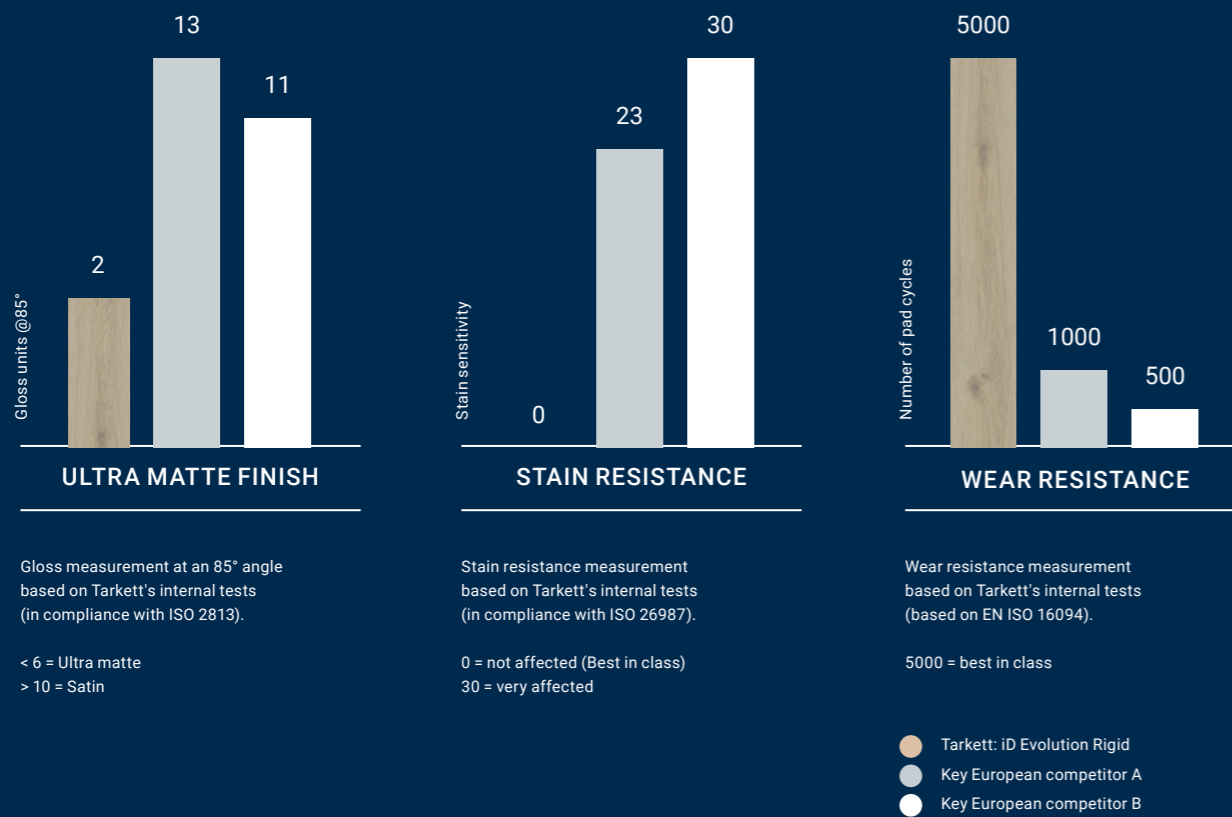 13
11
2
Gloss units @85°
ULTRA MATTE FINISH
Gloss measurement at an 85° angle
based on Tarkett's internal tests
(in compliance with ISO 2813).
< 6 = Ultra matte
> 10 = Satin
30
23
0
Stain sensitivity
STAIN RESISTANCE
Stain resistance measurement
based on Tarkett's internal tests
(in compliance with ISO 26987).
0 = not affected (Best in class)
30 = very affected
5000
1000
500
Number of pad cycles
WEAR RESISTANCE
Wear resistance measurement
based on Tarkett's internal tests
(based on EN ISO 16094).
5000 = best in class
Tarkett: iD Evolution Rigid
Key European competitor A
Key European competitor B